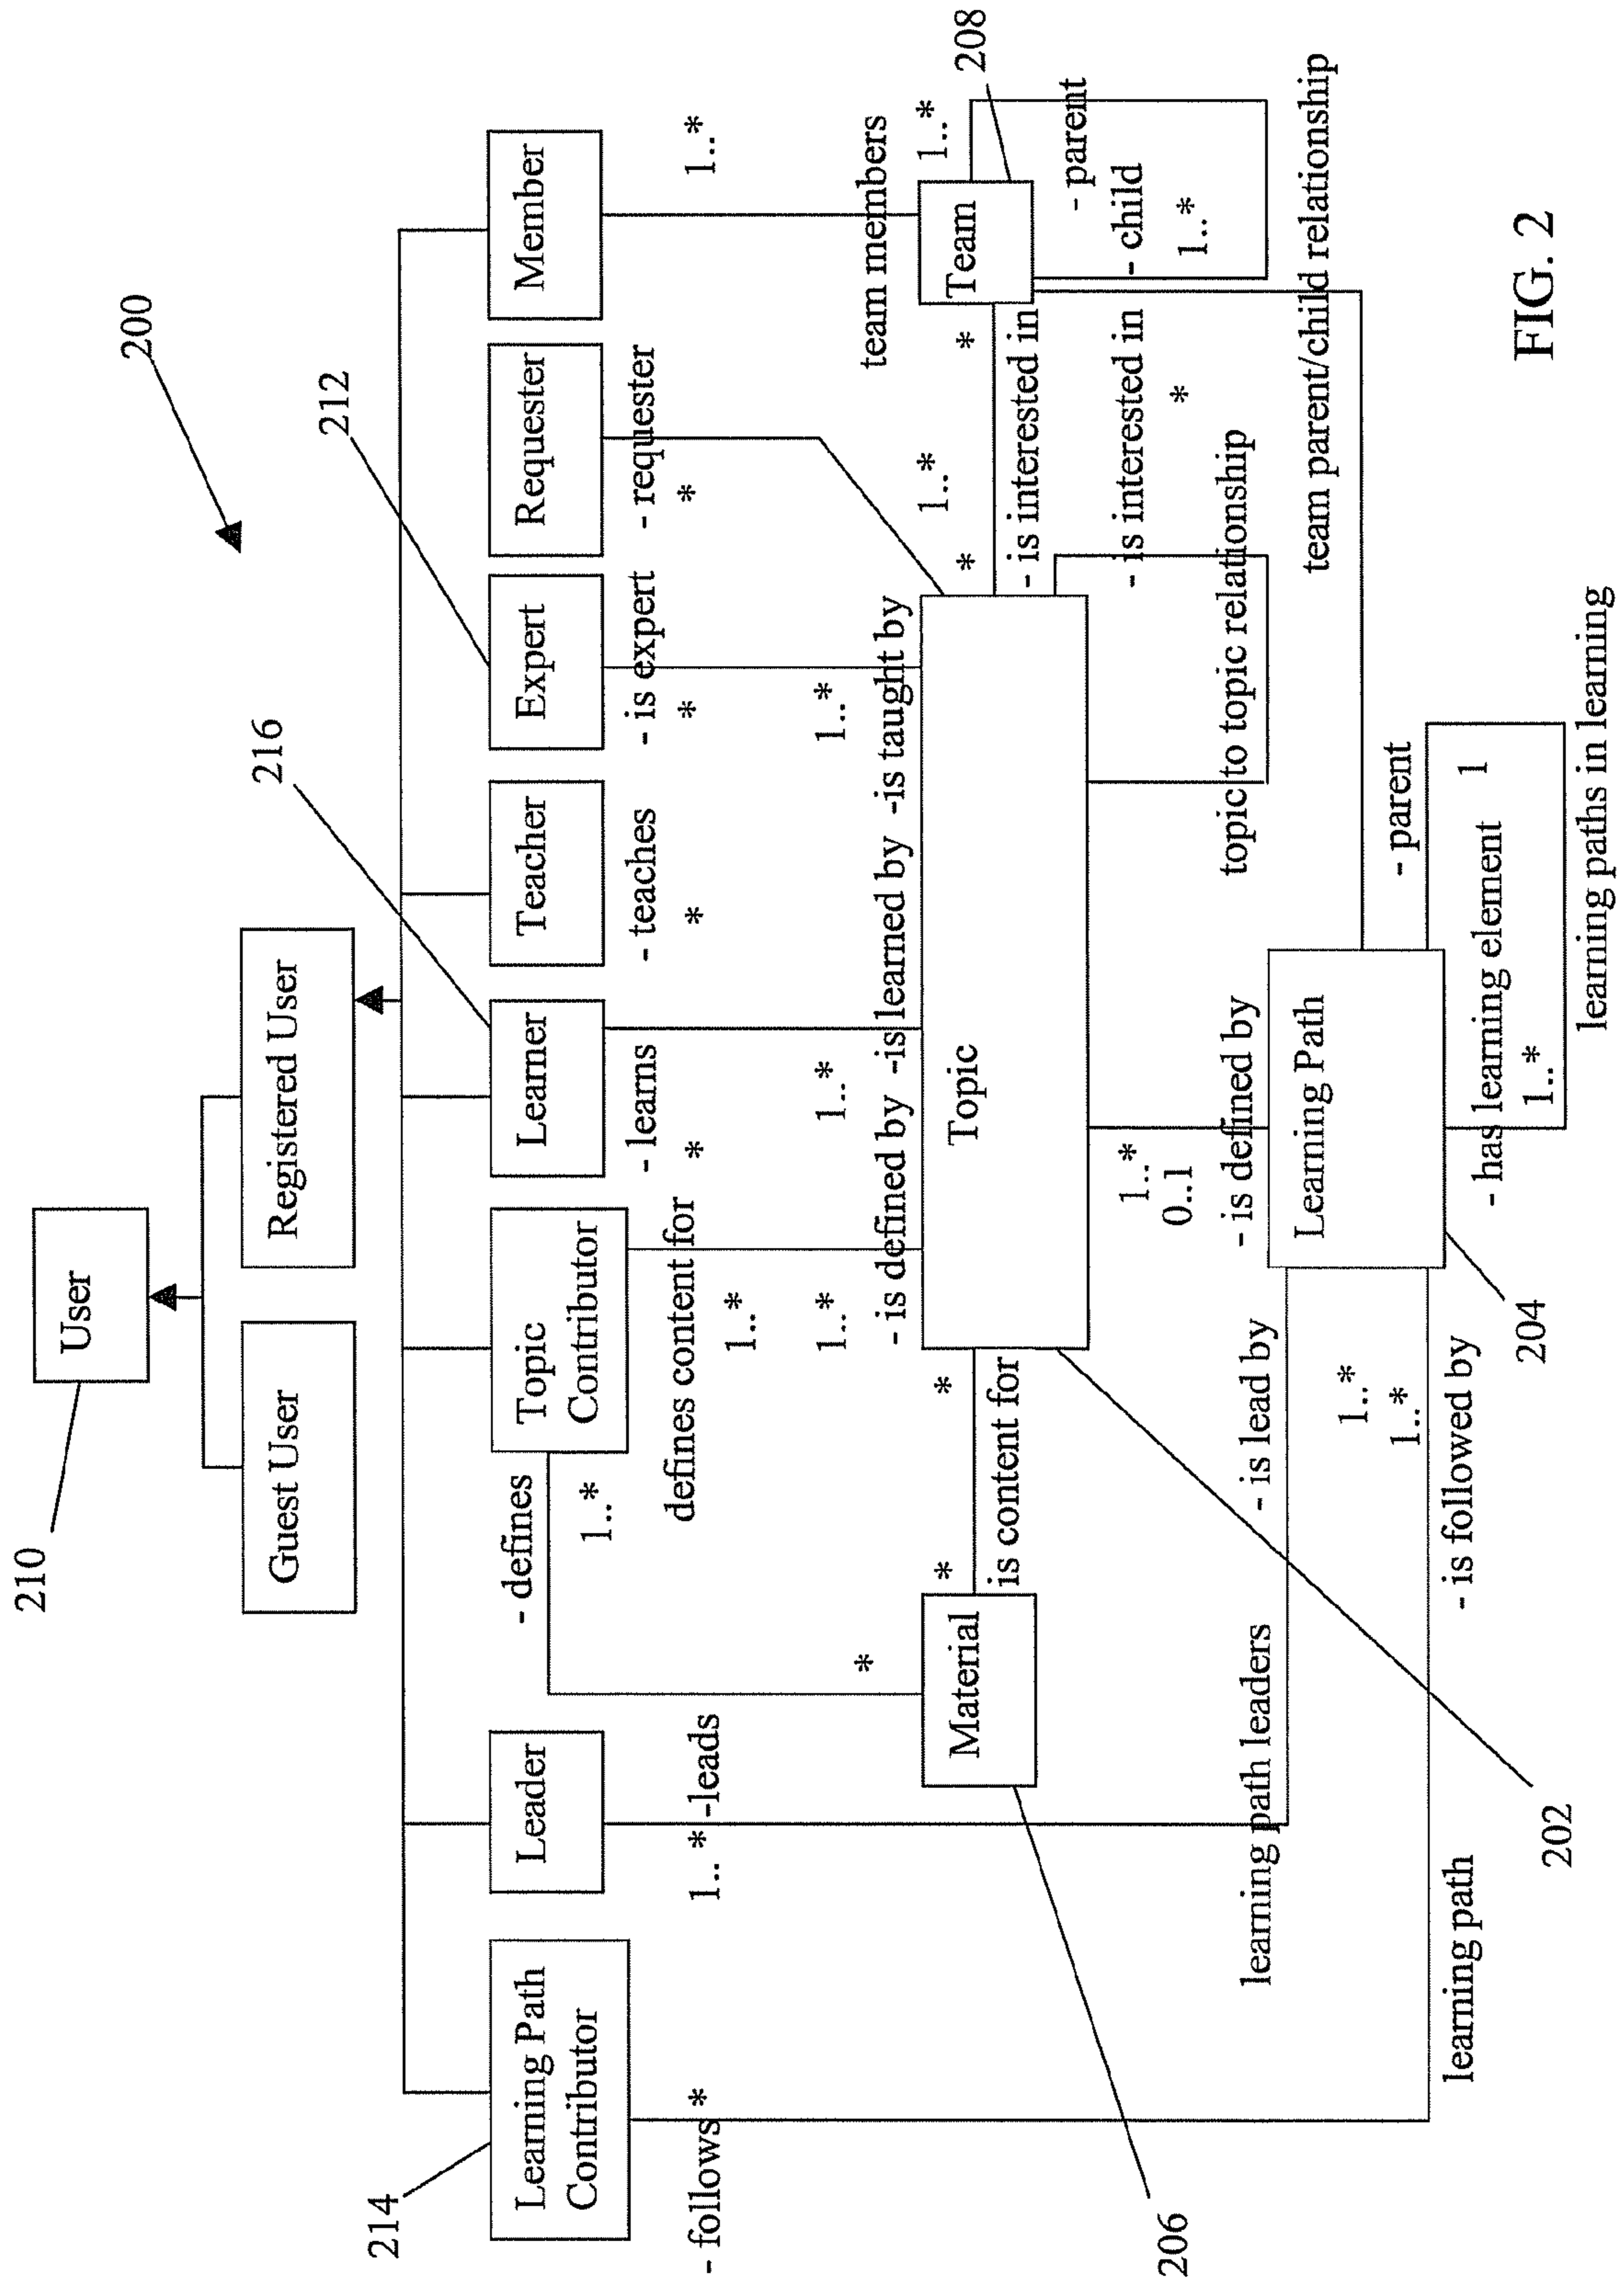 200
210
User
Guest User
Registered User
214
216
212
Learning Path
Contributor
Leader
Topic
Contributor
Learner
Teacher
Expert
Requester
Member
- follows *
1.. * -leads
- defines
1..*
defines content for
1..*
- learns
*
- teaches
*
- is expert
*
- requester
*
1..*
*
1..*
1..*
1..*
team members
- is defined by
-is learned by
-is taught by
1..*
*
*
1..*
208
Material
*
*
is content for
Topic
Team
- is interested in
- is interested in
*
- parent
- child
1..*
1..*
0..1
- is defined by
topic to topic relationship
team parent/child relationship
206
learning path leaders
- is lead by
1..*
1..*
Learning Path
- parent
1
- has learning element
1..*
learning path
- is followed by
204
202
learning paths in learning
FIG. 2